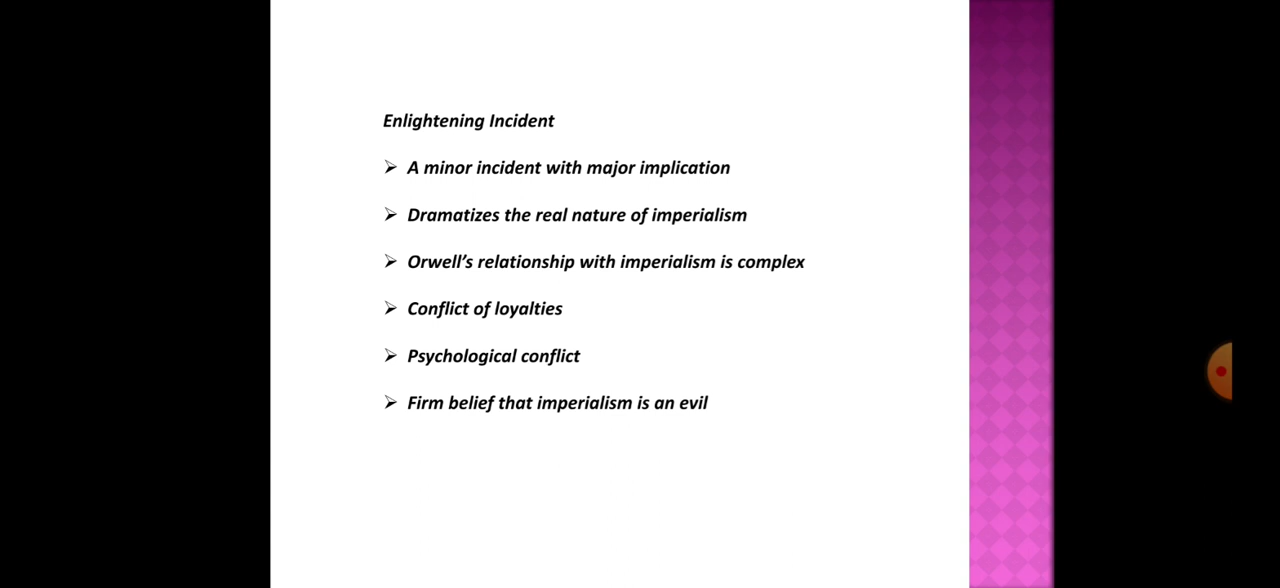 Enlightening Incident
➢ A minor incident with major implication
➢ Dramatizes the real nature of imperialism
➢ Orwell’s relationship with imperialism is complex
➢ Conflict of loyalties
➢ Psychological conflict
➢ Firm belief that imperialism is an evil